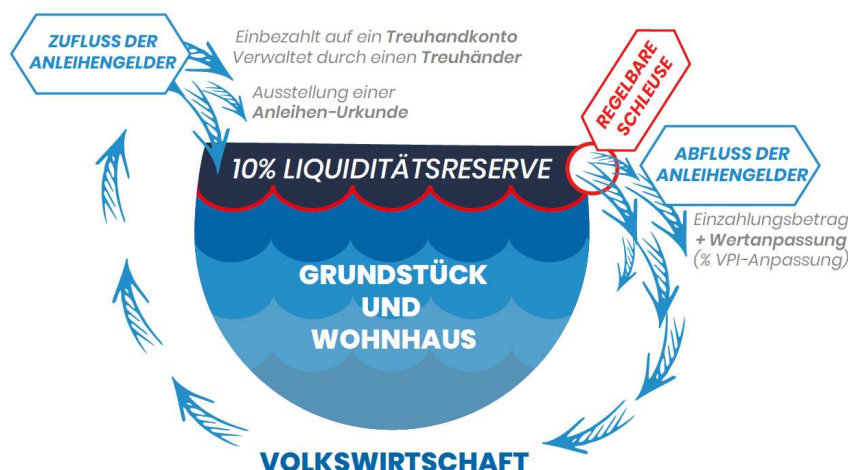 ZUFLUSS DER
ANLEIHENGELDER
Einbezahlt auf ein Treuhandkonto
Verwaltet durch einen Treuhänder
Ausstellung einer
Anleihen-Urkunde
REGELBARE
SCHLEUSE
10% LIQUIDITÄTSRESERVE
ABFLUSS DER
ANLEIHENGELDER
Einzahlungsbetrag
+ Wertanpassung
(% VPI-Anpassung)
GRUNDSTÜCK
UND
WOHNHAUS
VOLKSWIRTSCHAFT